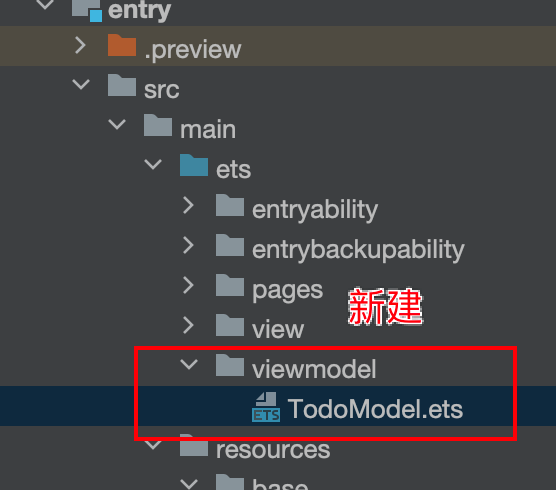 entry
.preview
src
main
ets
entryability
entrybackupability
pages
新建
view
viewmodel
ETS TodoModel.ets
resources
base